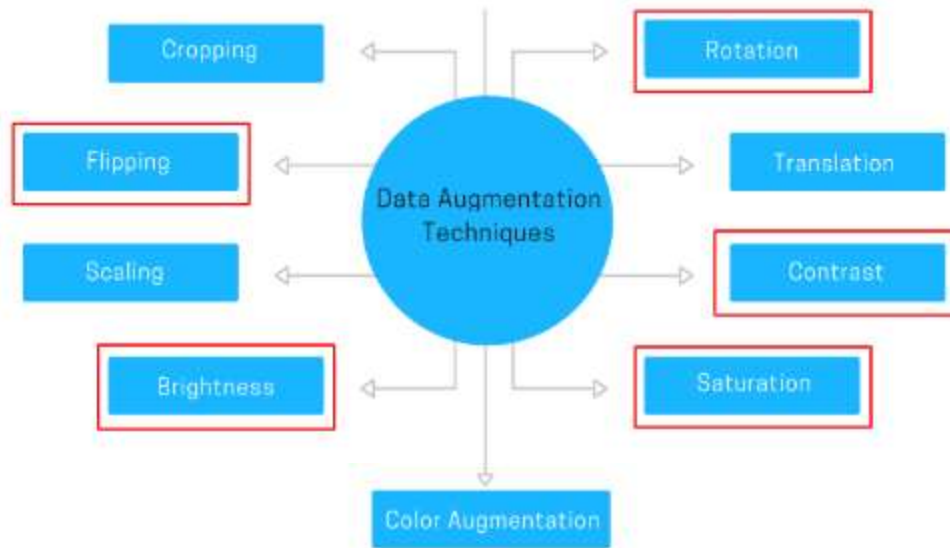 Cropping
Rotation
Flipping
Translation
Data Augmentation
Techniques
Scaling
Contrast
Brightness
Saturation
Color Augmentation